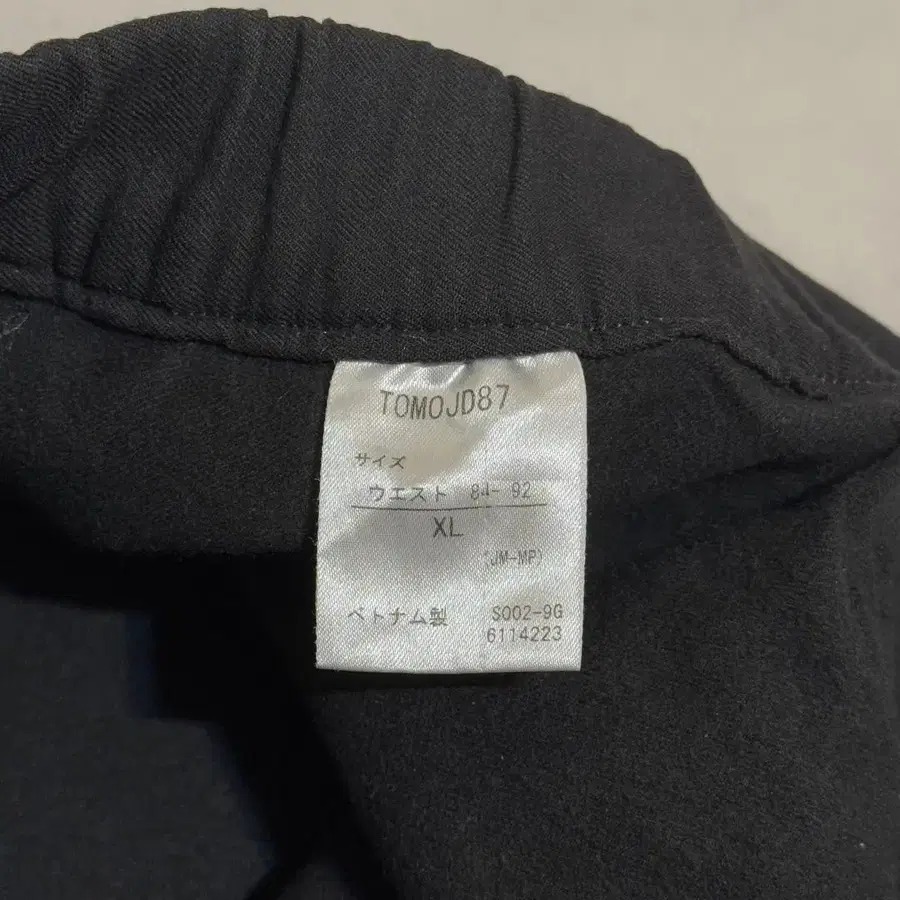 TOMOJD87
サイズ
ウエスト 84-92
XL
(JM-MP)
ベトナム製 S002-9G
6114223